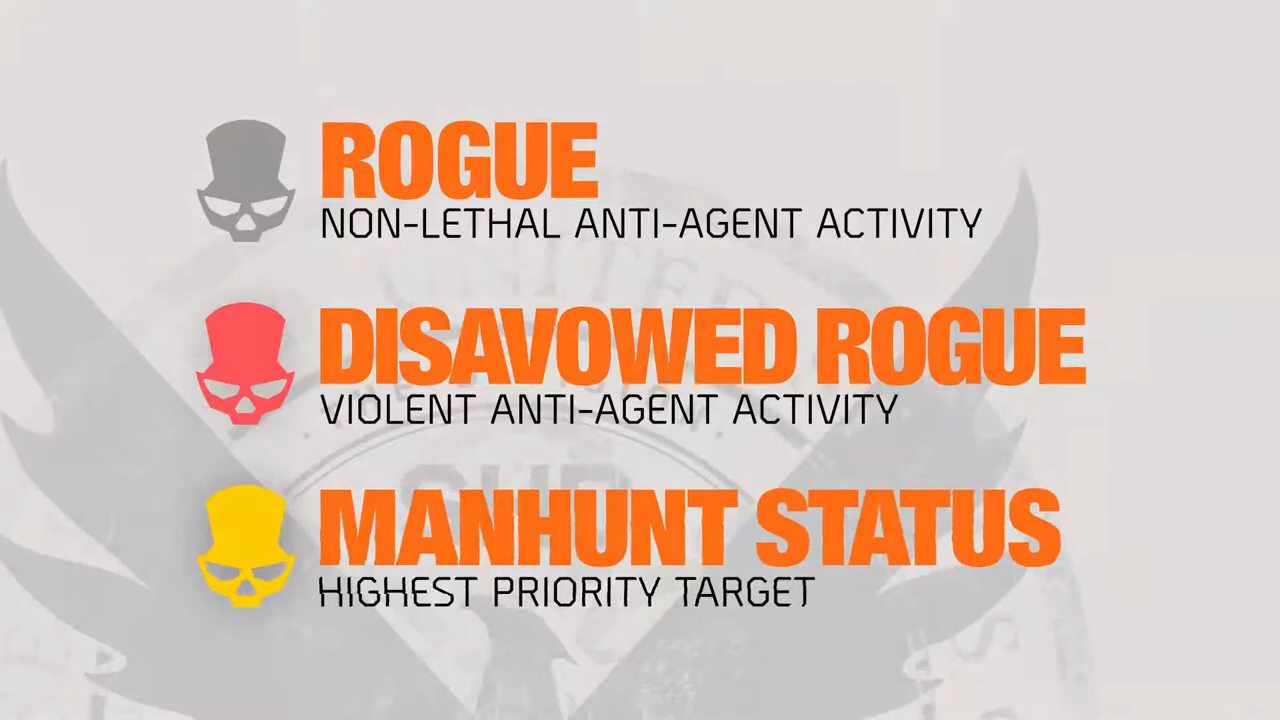 ROGUE
NON-LETHAL ANTI-AGENT ACTIVITY
DISAVOWED ROGUE
VIOLENT ANTI-AGENT ACTIVITY
MANHUNT STATUS
HIGHEST PRIORITY TARGET